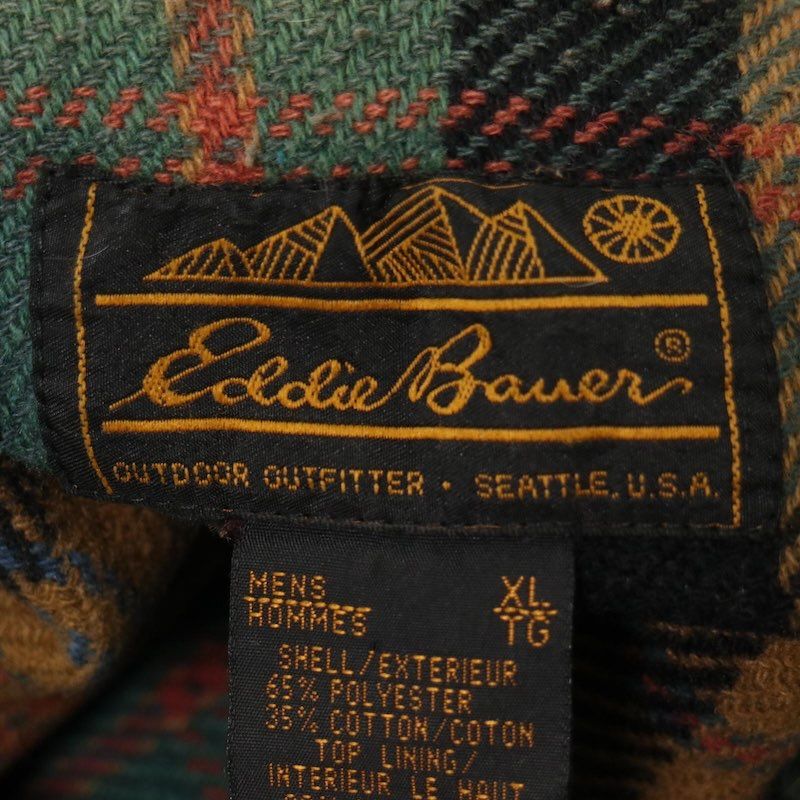 Eddie Bauer®
OUTDOOR OUTFITTER · SEATTLE, U.S.A.
MENS XL
HOMMES TG
SHELL/EXTERIEUR
65% POLYESTER
35% COTTON/COTON
TOP LINING/
INTERIEUR LE HAUT